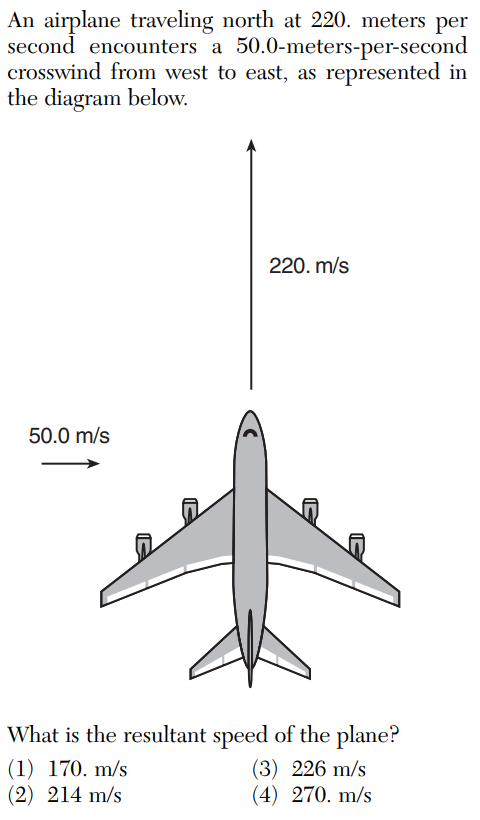 An airplane traveling north at 220. meters per
second encounters a 50.0-meters-per-second
crosswind from west to east, as represented in
the diagram below.
220. m/s
50.0 m/s
What is the resultant speed of the plane?
(1) 170. m/s (3) 226 m/s
(2) 214 m/s (4) 270. m/s